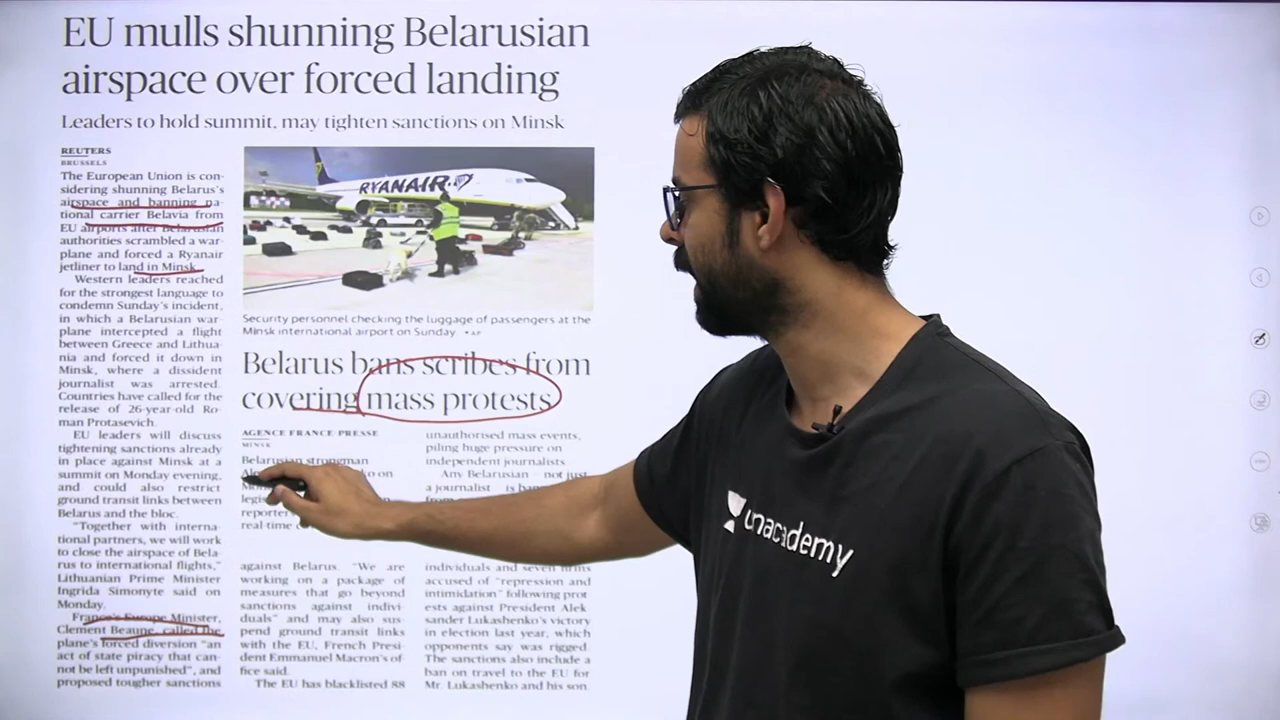 EU mulls shunning Belarusian
airspace over forced landing
Leaders to hold summit, may tighten sanctions on Minsk
REUTERS
BRUSSELS
The European Union is con-
sidering shunning Belarus's
airspace and banning na-
tional carrier Belavia from
EU airports after Belarusian
authorities scrambled a war-
plane and forced a Ryanair
jetliner to land in Minsk.
Western leaders reached
for the strongest language to
condemn Sunday's incident,
in which a Belarusian war-
plane intercepted a flight
between Greece and Lithua-
nia and forced it down in
Minsk, where a dissident
journalist was arrested.
Countries have called for the
release of 26-year-old Ro-
man Protasevich.
EU leaders will discuss
tightening sanctions already
in place against Minsk at a
summit on Monday evening,
and could also restrict
ground transit links between
Belarus and the bloc.
"Together with interna-
tional partners, we will work
to close the airspace of Bela-
rus to international flights,"
Lithuanian Prime Minister
Ingrida Simonyte said on
Monday.
France's Europe Minister,
Clement Beaune, called the
plane's forced diversion "an
act of state piracy that can-
not be left unpunished", and
proposed tougher sanctions
RYANAIR
Security personnel checking the luggage of passengers at the
Minsk international airport on Sunday • AP
Belarus bans scribes from
covering mass protests
AGENCE FRANCE-PRESSE
MINSK
Belarusian strongman
on
reporter
real-time
unauthorised mass events,
piling huge pressure on
independent journalists.
Any Belarusian not just
a journalist is
against Belarus. "We are
working on a package of
measures that go beyond
sanctions against indivi-
duals" and may also sus-
pend ground transit links
with the EU, French Presi-
dent Emmanuel Macron's of-
fice said.
The EU has blacklisted 88
individuals and seven firms
accused of "repression and
intimidation" following prot-
ests against President Alek-
sander Lukashenko's victory
in election last year, which
opponents say was rigged.
The sanctions also include a
ban on travel to the EU for
Mr. Lukashenko and his son.
unacademy